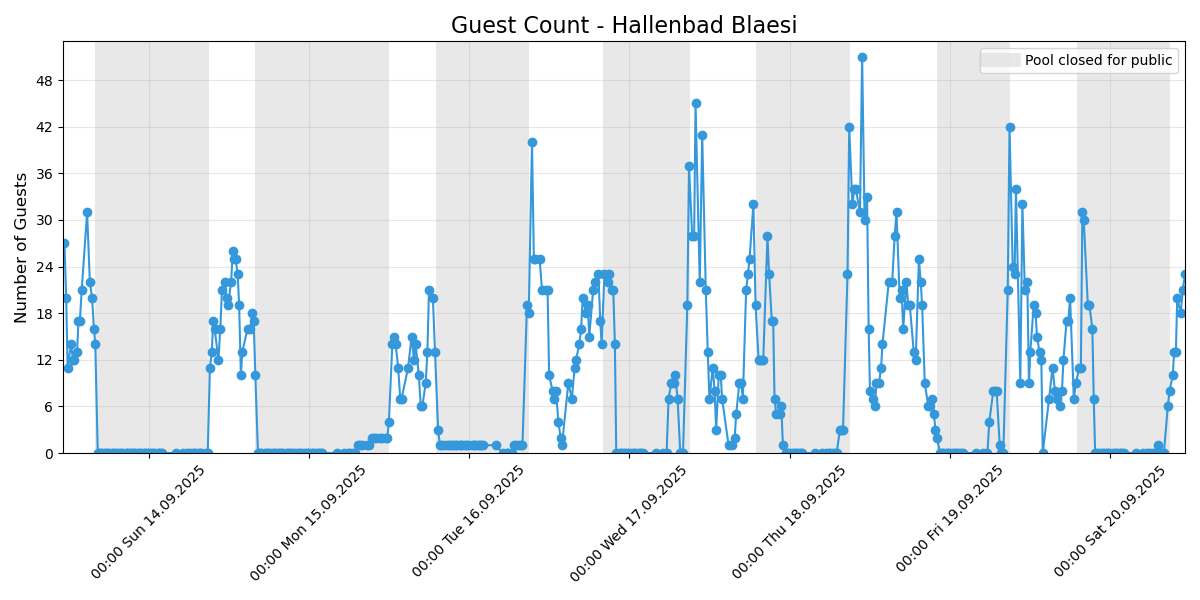 Guest Count - Hallenbad Blaesi
Pool closed for public
Number of Guests
48
42
36
30
24
18
12
6
0
00:00 Sun 14.09.2025
00:00 Mon 15.09.2025
00:00 Tue 16.09.2025
00:00 Wed 17.09.2025
00:00 Thu 18.09.2025
00:00 Fri 19.09.2025
00:00 Sat 20.09.2025